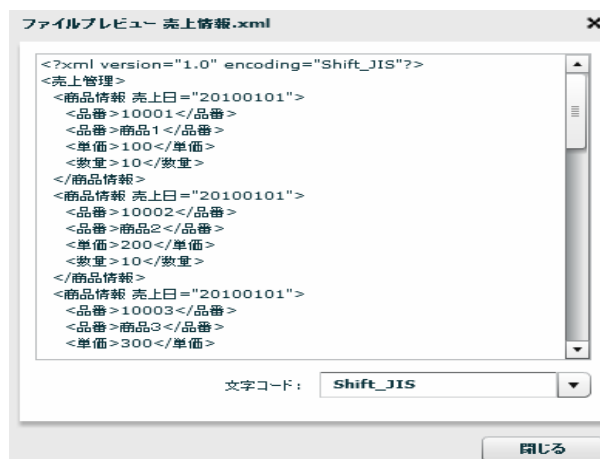 ファイルプレビュー 売上情報.xml
<?xml version="1.0" encoding="Shift_JIS"?>
<売上管理>
<商品情報 売上日="20100101">
<品番>10001</品番>
<品番>商品1</品番>
<単価>100</単価>
<数量>10</数量>
</商品情報>
<商品情報 売上日="20100101">
<品番>10002</品番>
<品番>商品2</品番>
<単価>200</単価>
<数量>10</数量>
</商品情報>
<商品情報 売上日="20100101">
<品番>10003</品番>
<品番>商品3</品番>
<単価>300</単価>
文字コード： Shift_JIS
閉じる